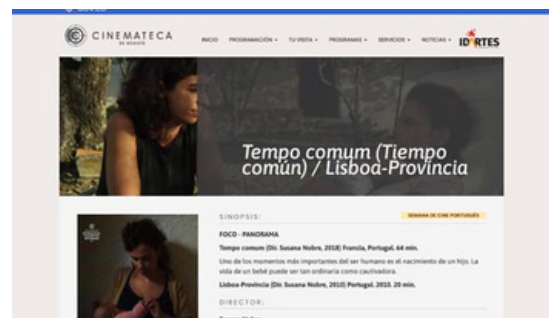 CINEMATECA
DE BOGOTÁ
INICIO PROGRAMACIÓN TU VISITA PROGRAMAS SERVICIOS NOTICIAS IDARTES
Tempo comum (Tiempo
común) / Lisboa-Província
SINOPSIS: SEMANA DE CINE PORTUGUÉS
FOCO - PANORAMA
Tempo comum (Dir. Susana Nobre, 2018) Francia, Portugal. 64 min.
Uno de los momentos más importantes del ser humano es el nacimiento de un hijo. La
vida de un bebé puede ser tan ordinaria como cautivadora.
Lisboa-Província (Dir. Susana Nobre, 2010) Portugal. 2010. 20 min.
DIRECTOR: